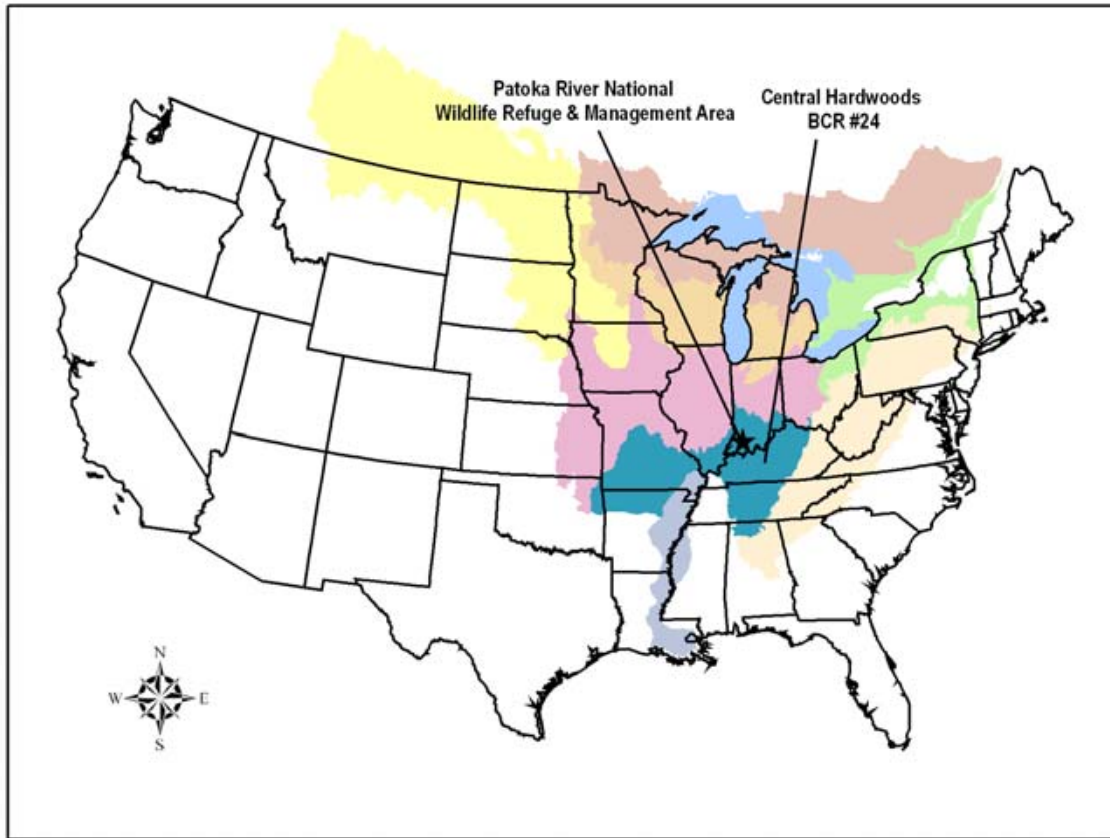 Patoka River National
Wildlife Refuge & Management Area
Central Hardwoods
BCR #24
N
W
E
S